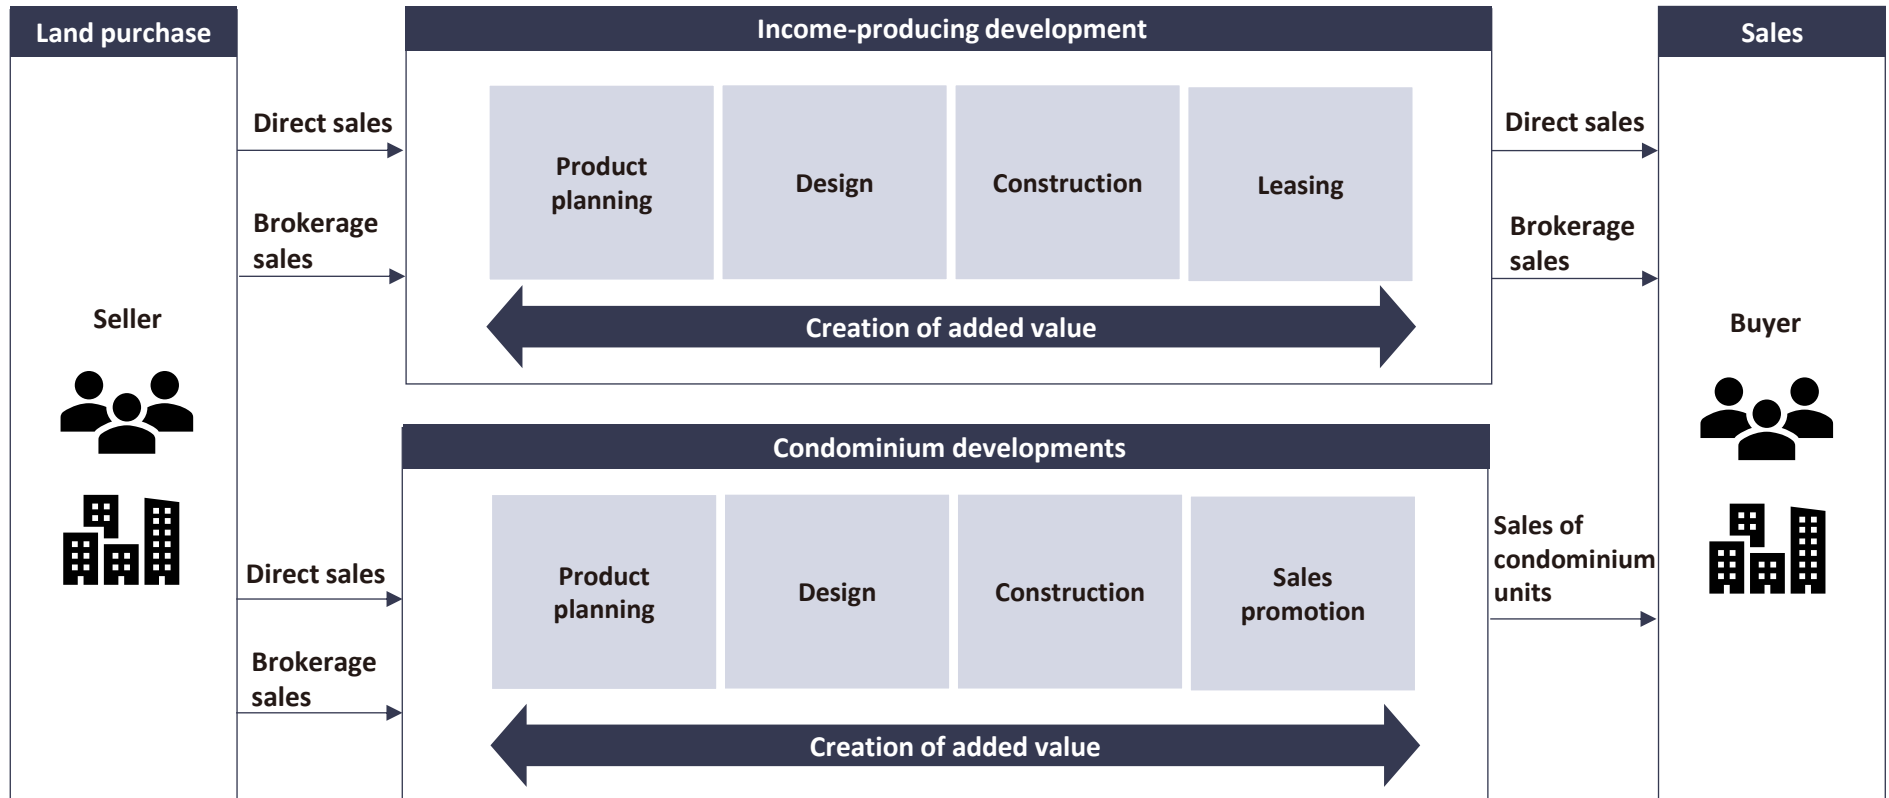 Land purchase
Income-producing development
Sales
Direct sales
Brokerage
sales
Product
planning
Design
Construction
Leasing
Direct sales
Brokerage
sales
Creation of added value
Seller
Buyer
Condominium developments
Direct sales
Brokerage
sales
Product
planning
Design
Construction
Sales
promotion
Sales of
condominium
units
Creation of added value